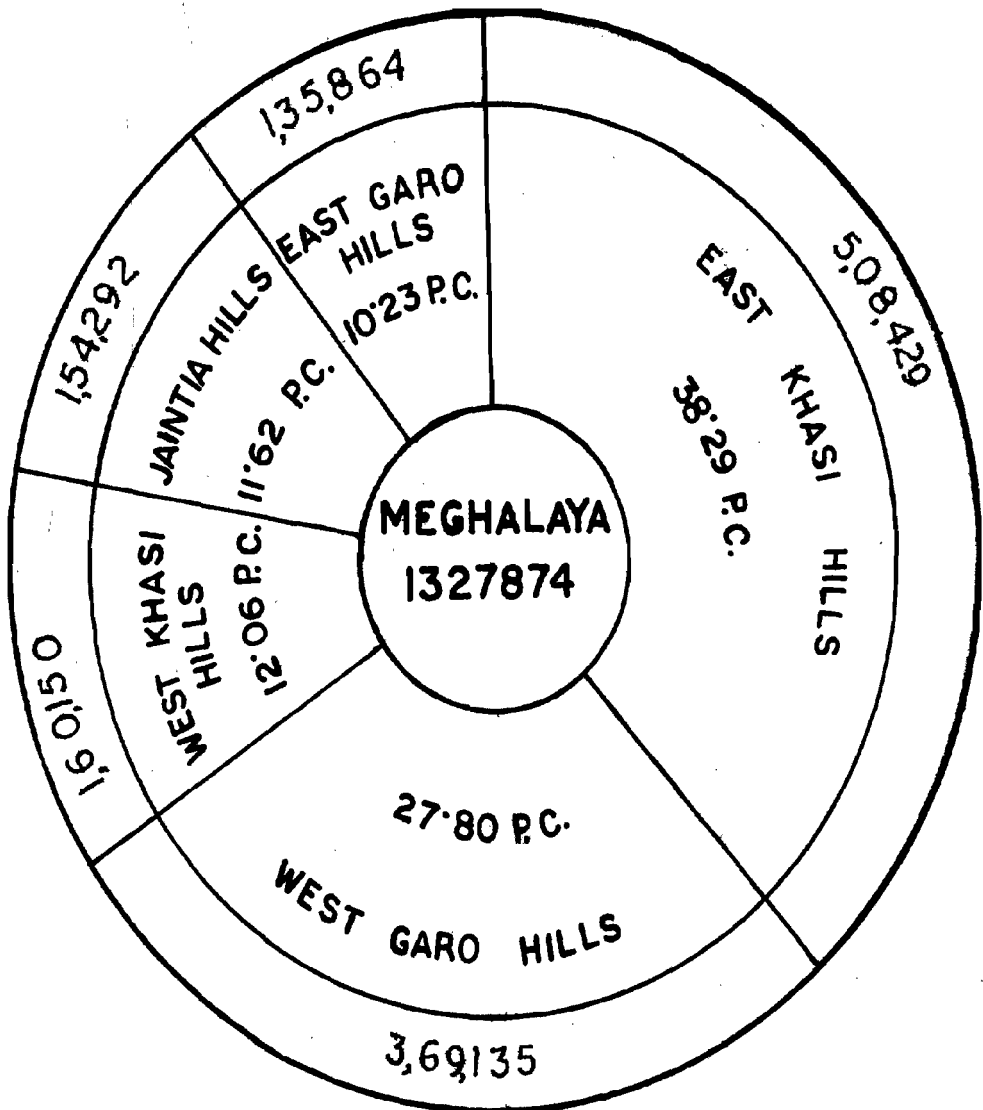 1,35,864
EAST GARO
HILLS
10.23 P.C.
5,08,429
EAST KHASI HILLS
38.29 P.C.
1,54,292
JAINTIA HILLS
11.62 P.C.
MEGHALAYA
1327874
1,60,150
WEST KHASI
HILLS
12.06 P.C.
27.80 P.C.
WEST GARO HILLS
3,69,135